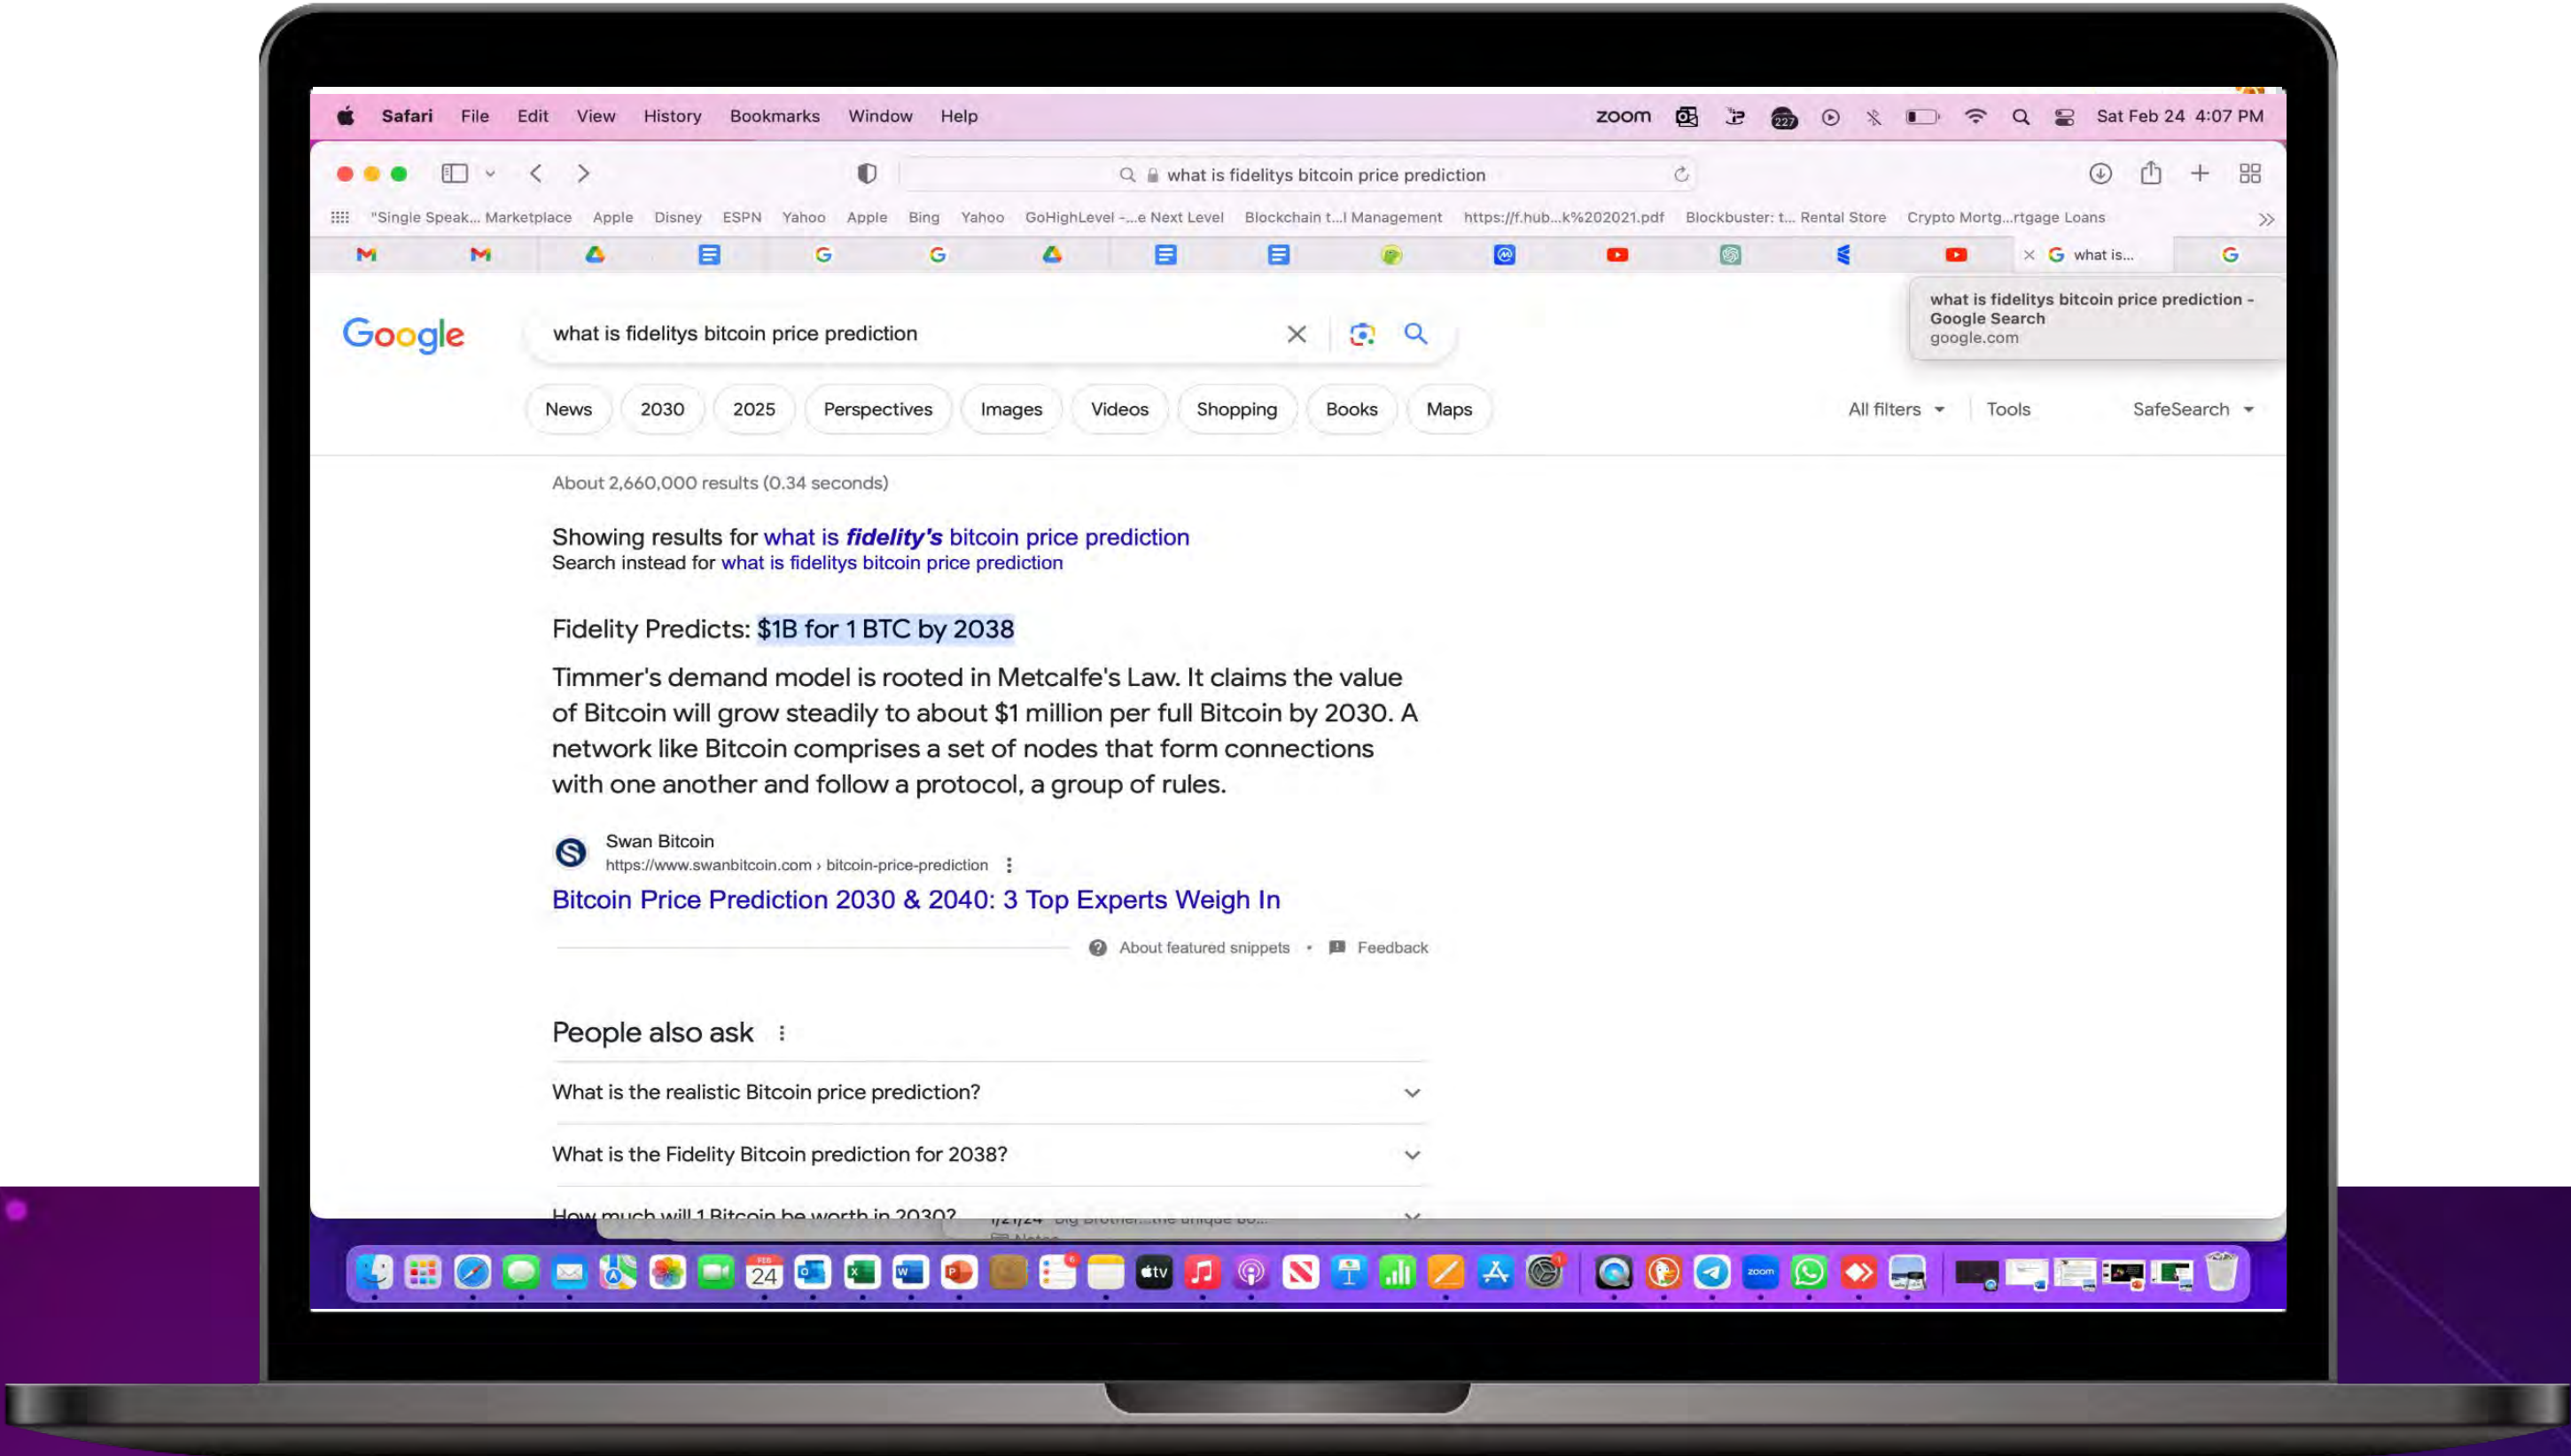 Safari File Edit View History Bookmarks Window Help zoom 227 Sat Feb 24 4:07 PM
what is fidelitys bitcoin price prediction
"Single Speak... Marketplace Apple Disney ESPN Yahoo Apple Bing Yahoo GoHighLevel -...e Next Level Blockchain t...l Management https://f.hub...k%202021.pdf Blockbuster: t... Rental Store Crypto Mortg...rtgage Loans
what is...
what is fidelitys bitcoin price prediction -
Google Search
google.com
Google what is fidelitys bitcoin price prediction
News 2030 2025 Perspectives Images Videos Shopping Books Maps All filters Tools SafeSearch
About 2,660,000 results (0.34 seconds)
Showing results for what is fidelity's bitcoin price prediction
Search instead for what is fidelitys bitcoin price prediction
Fidelity Predicts: $1B for 1 BTC by 2038
Timmer's demand model is rooted in Metcalfe's Law. It claims the value
of Bitcoin will grow steadily to about $1 million per full Bitcoin by 2030. A
network like Bitcoin comprises a set of nodes that form connections
with one another and follow a protocol, a group of rules.
Swan Bitcoin
https://www.swanbitcoin.com › bitcoin-price-prediction
Bitcoin Price Prediction 2030 & 2040: 3 Top Experts Weigh In
About featured snippets • Feedback
People also ask
What is the realistic Bitcoin price prediction?
What is the Fidelity Bitcoin prediction for 2038?
How much will 1 Bitcoin be worth in 2030?
1/21/24
Notes
FEB
24
tv
zoom